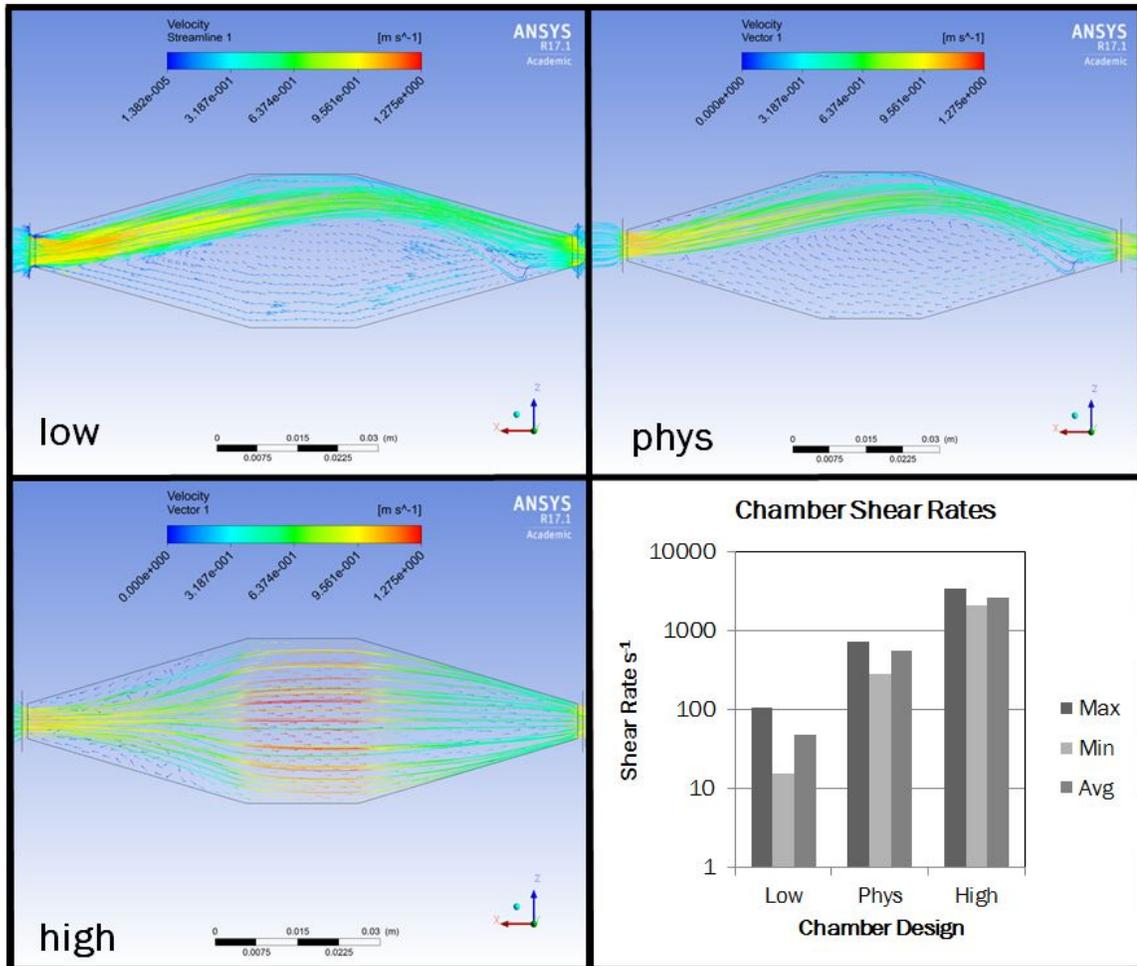 Velocity
Streamline 1
[m s^-1]
ANSYS
R17.1
Academic
1.382e-005
3.187e-001
6.374e-001
9.561e-001
1.275e+000
low
0 0.015 0.03 (m)
0.0075 0.0225
Z
X
Velocity
Vector 1
[m s^-1]
ANSYS
R17.1
Academic
0.000e+000
3.187e-001
6.374e-001
9.561e-001
1.275e+000
phys
0 0.015 0.03 (m)
0.0075 0.0225
Z
X
Velocity
Vector 1
[m s^-1]
ANSYS
R17.1
Academic
0.000e+000
3.187e-001
6.374e-001
9.561e-001
1.275e+000
high
0 0.015 0.03 (m)
0.0075 0.0225
Z
X
Chamber Shear Rates
10000
1000
100
10
1
Shear Rate s⁻¹
Low Phys High
Chamber Design
Max
Min
Avg